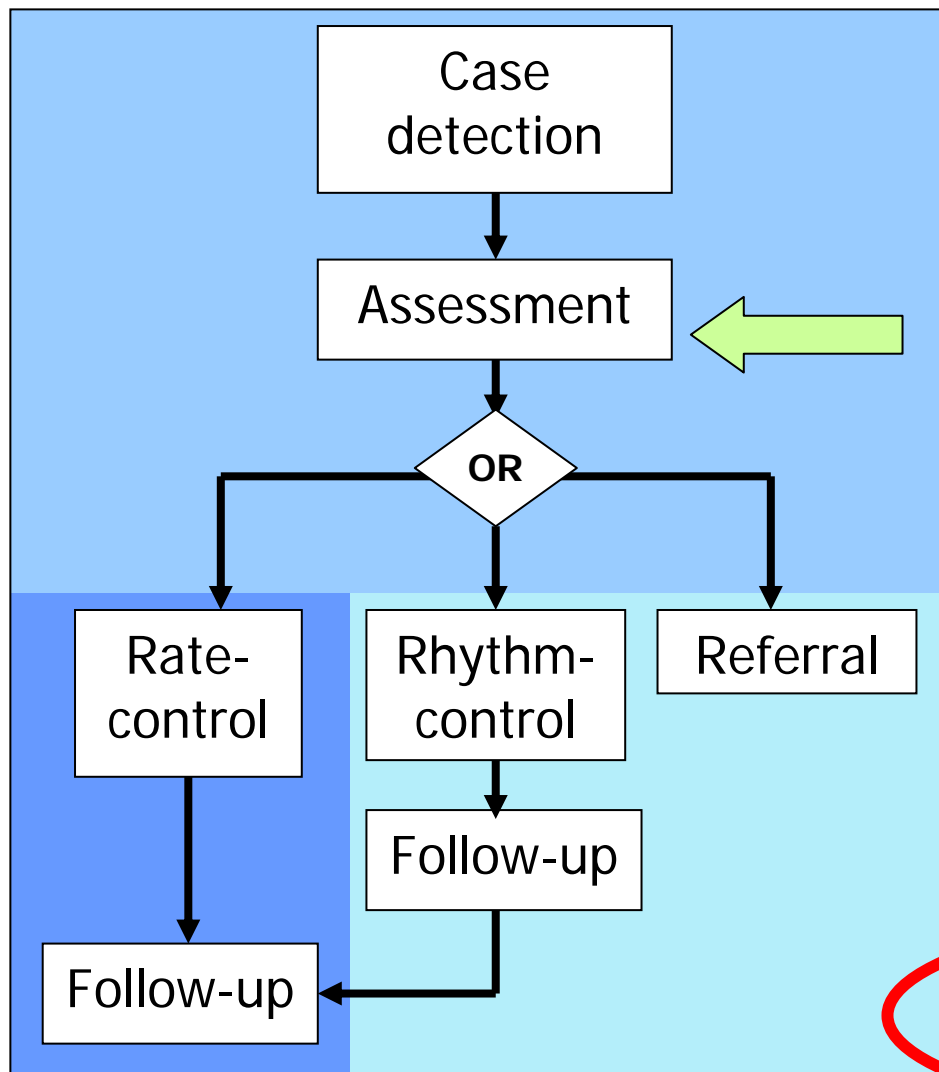 Case
detection
Assessment
OR
Rate-
control
Rhythm-
control
Referral
Follow-up
Follow-up